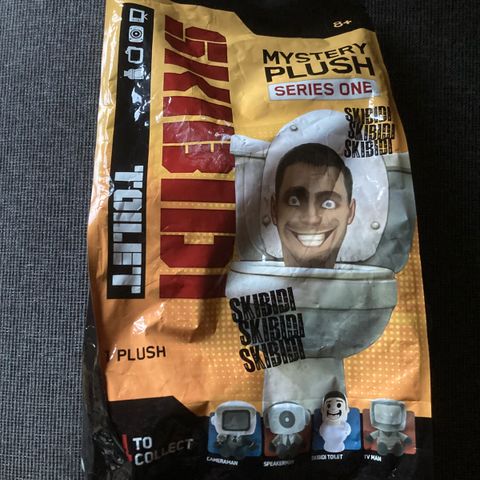 8+
MYSTERY
PLUSH
SERIES ONE
SKIBIDI
SKIBIDI
SKIBIDI
SKIBIDI
TOILET
SKIBIDI
SKIBIDI
SKIBIDI
PLUSH
TO
COLLECT
CAMERAMAN
SPEAKERMAN
SKIBIDI TOILET
TV MAN